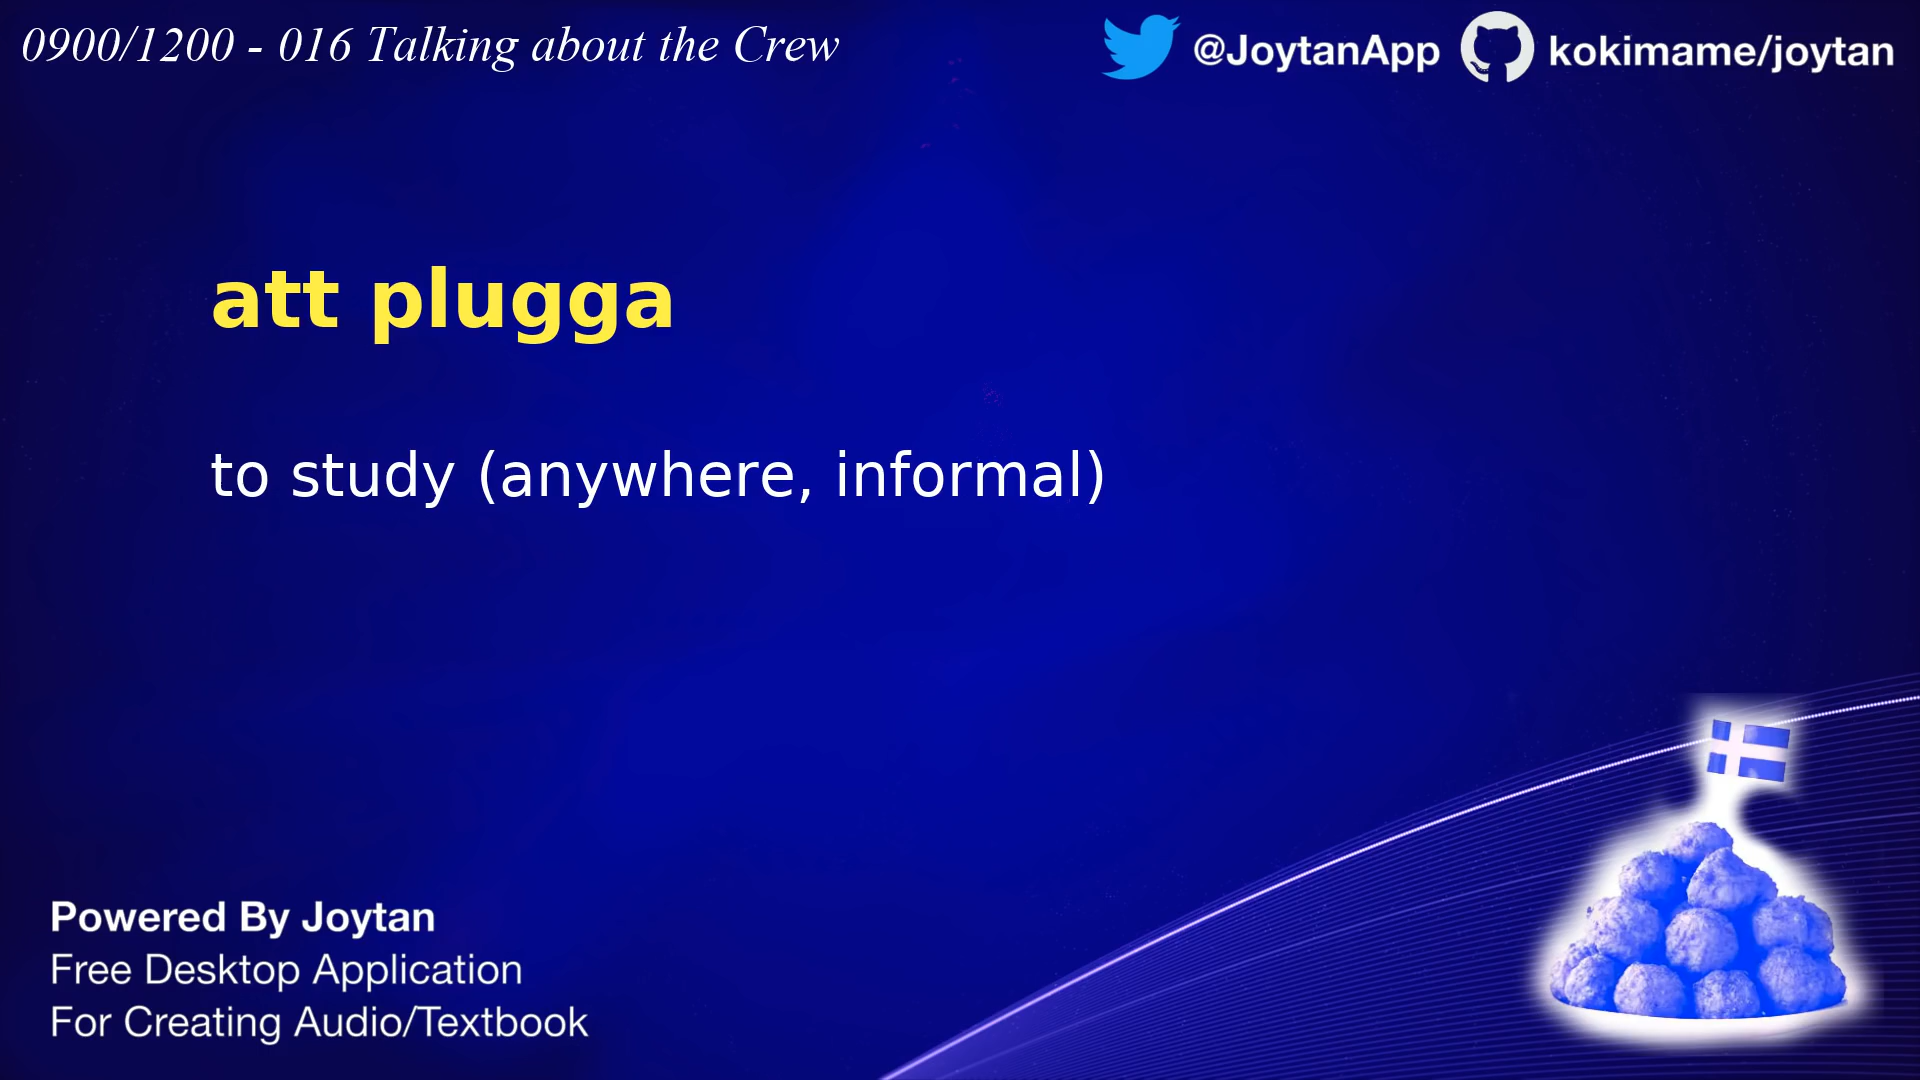 0900/1200 - 016 Talking about the Crew
@JoytanApp
kokimame/joytan
att plugga
to study (anywhere, informal)
Powered By Joytan
Free Desktop Application
For Creating Audio/Textbook